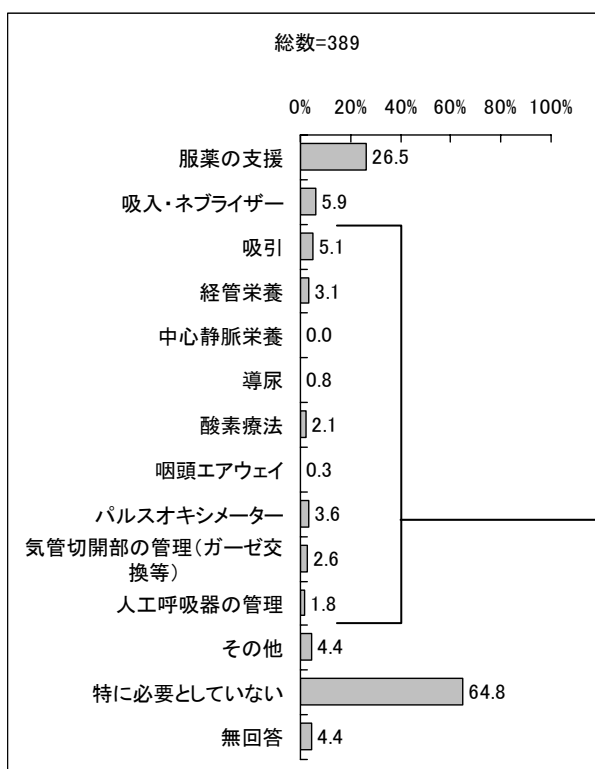 総数=389
0% 20% 40% 60% 80% 100%
服薬の支援 26.5
吸入・ネブライザー 5.9
吸引 5.1
経管栄養 3.1
中心静脈栄養 0.0
導尿 0.8
酸素療法 2.1
咽頭エアウェイ 0.3
パルスオキシメーター 3.6
気管切開部の管理(ガーゼ交
換等) 2.6
人工呼吸器の管理 1.8
その他 4.4
特に必要としていない 64.8
無回答 4.4